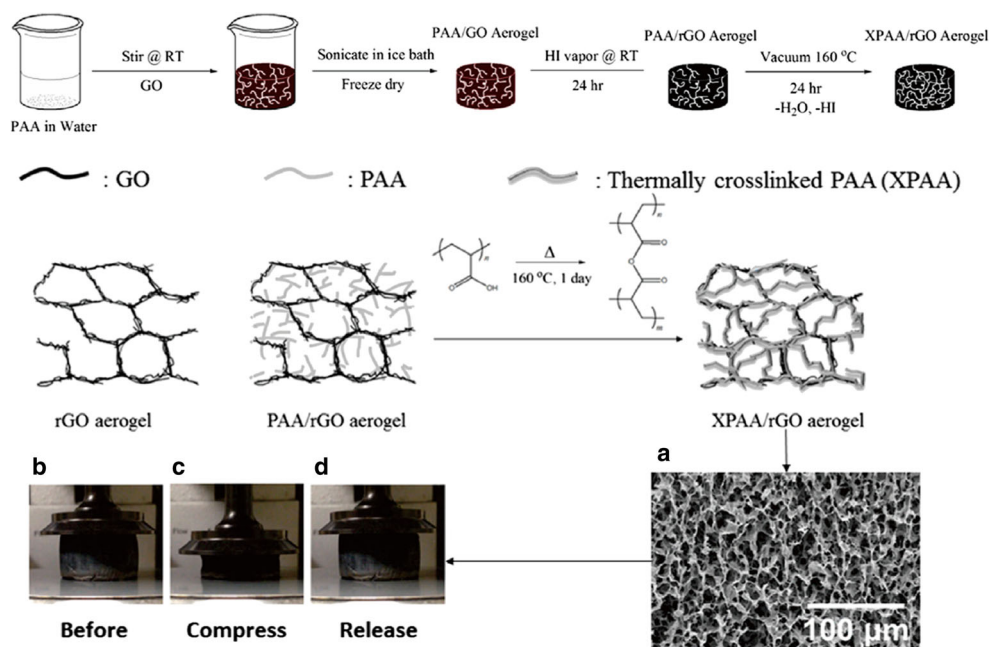 PAA in Water
Stir @ RT
GO
Sonicate in ice bath
Freeze dry
PAA/GO Aerogel
HI vapor @ RT
24 hr
PAA/rGO Aerogel
Vacuum 160 °C
24 hr
-H₂O, -HI
XPAA/rGO Aerogel
: GO
: PAA
: Thermally crosslinked PAA (XPAA)
n
O
OH
Δ
160 °C, 1 day
n
O
O
O
m
rGO aerogel
PAA/rGO aerogel
XPAA/rGO aerogel
b
c
d
a
Before
Compress
Release
100 µm